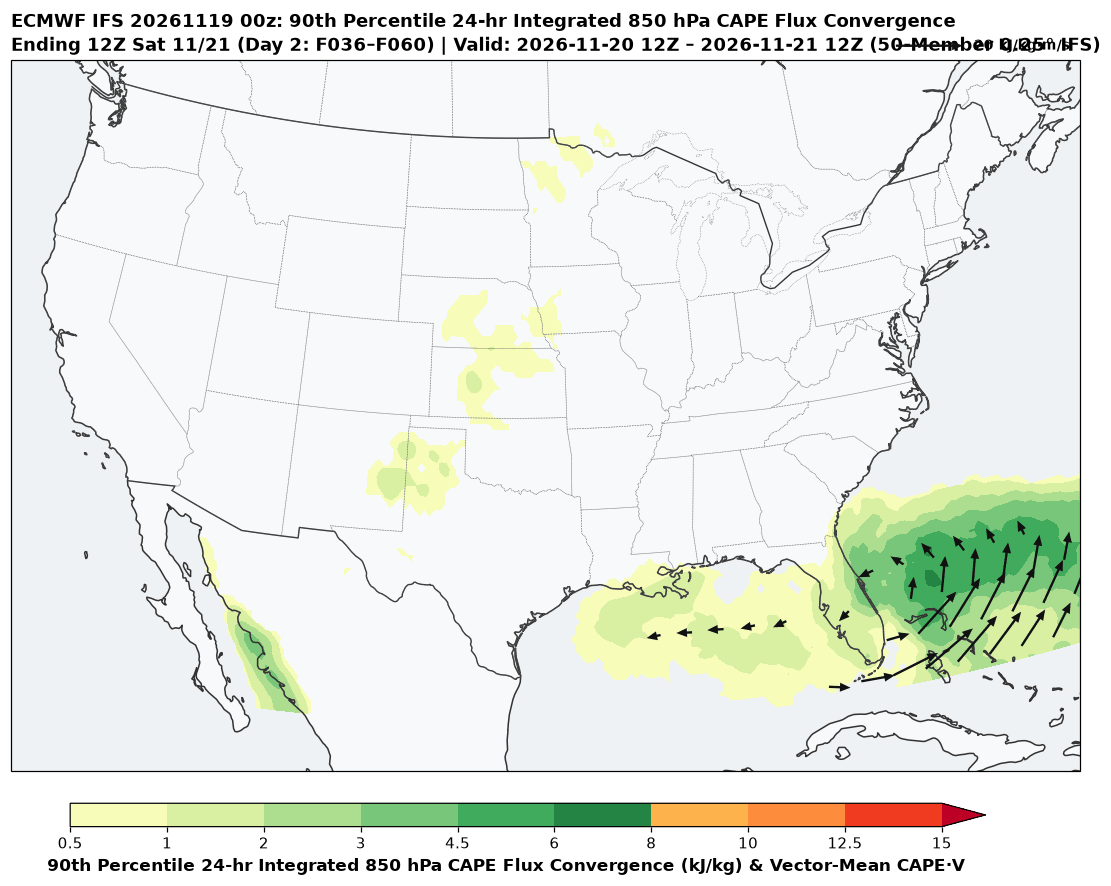 ECMWF IFS 20261119 00z: 90th Percentile 24-hr Integrated 850 hPa CAPE Flux Convergence
Ending 12Z Sat 11/21 (Day 2: F036–F060) | Valid: 2026-11-20 12Z – 2026-11-21 12Z (50-Member 0.25° IFS)
0.5 1 2 3 4.5 6 8 10 12.5 15
90th Percentile 24-hr Integrated 850 hPa CAPE Flux Convergence (kJ/kg) & Vector-Mean CAPE·V